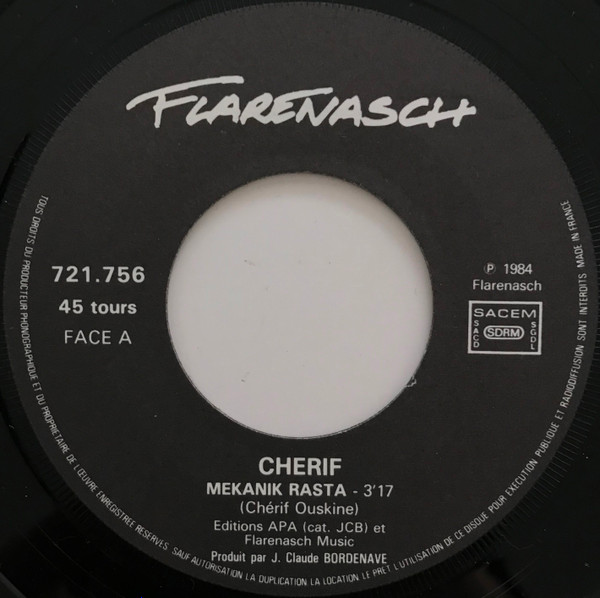 FLARENASCH
721.756
45 tours
FACE A
℗ 1984
Flarenasch
SACEM
SACD
SDRM
SGDL
CHERIF
MEKANIK RASTA - 3'17
(Chérif Ouskine)
Editions APA (cat. JCB) et
Flarenasch Music
Produit par J. Claude BORDENAVE
TOUS DROITS DU PRODUCTEUR PHONOGRAPHIQUE ET DU PROPRIETAIRE DE L'ŒUVRE ENREGISTREE RESERVES SAUF AUTORISATION LA DUPLICATION LA LOCATION LE PRET L'UTILISATION DE CE DISQUE POUR EXECUTION PUBLIQUE ET RADIODIFFUSION SONT INTERDITS MADE IN FRANCE